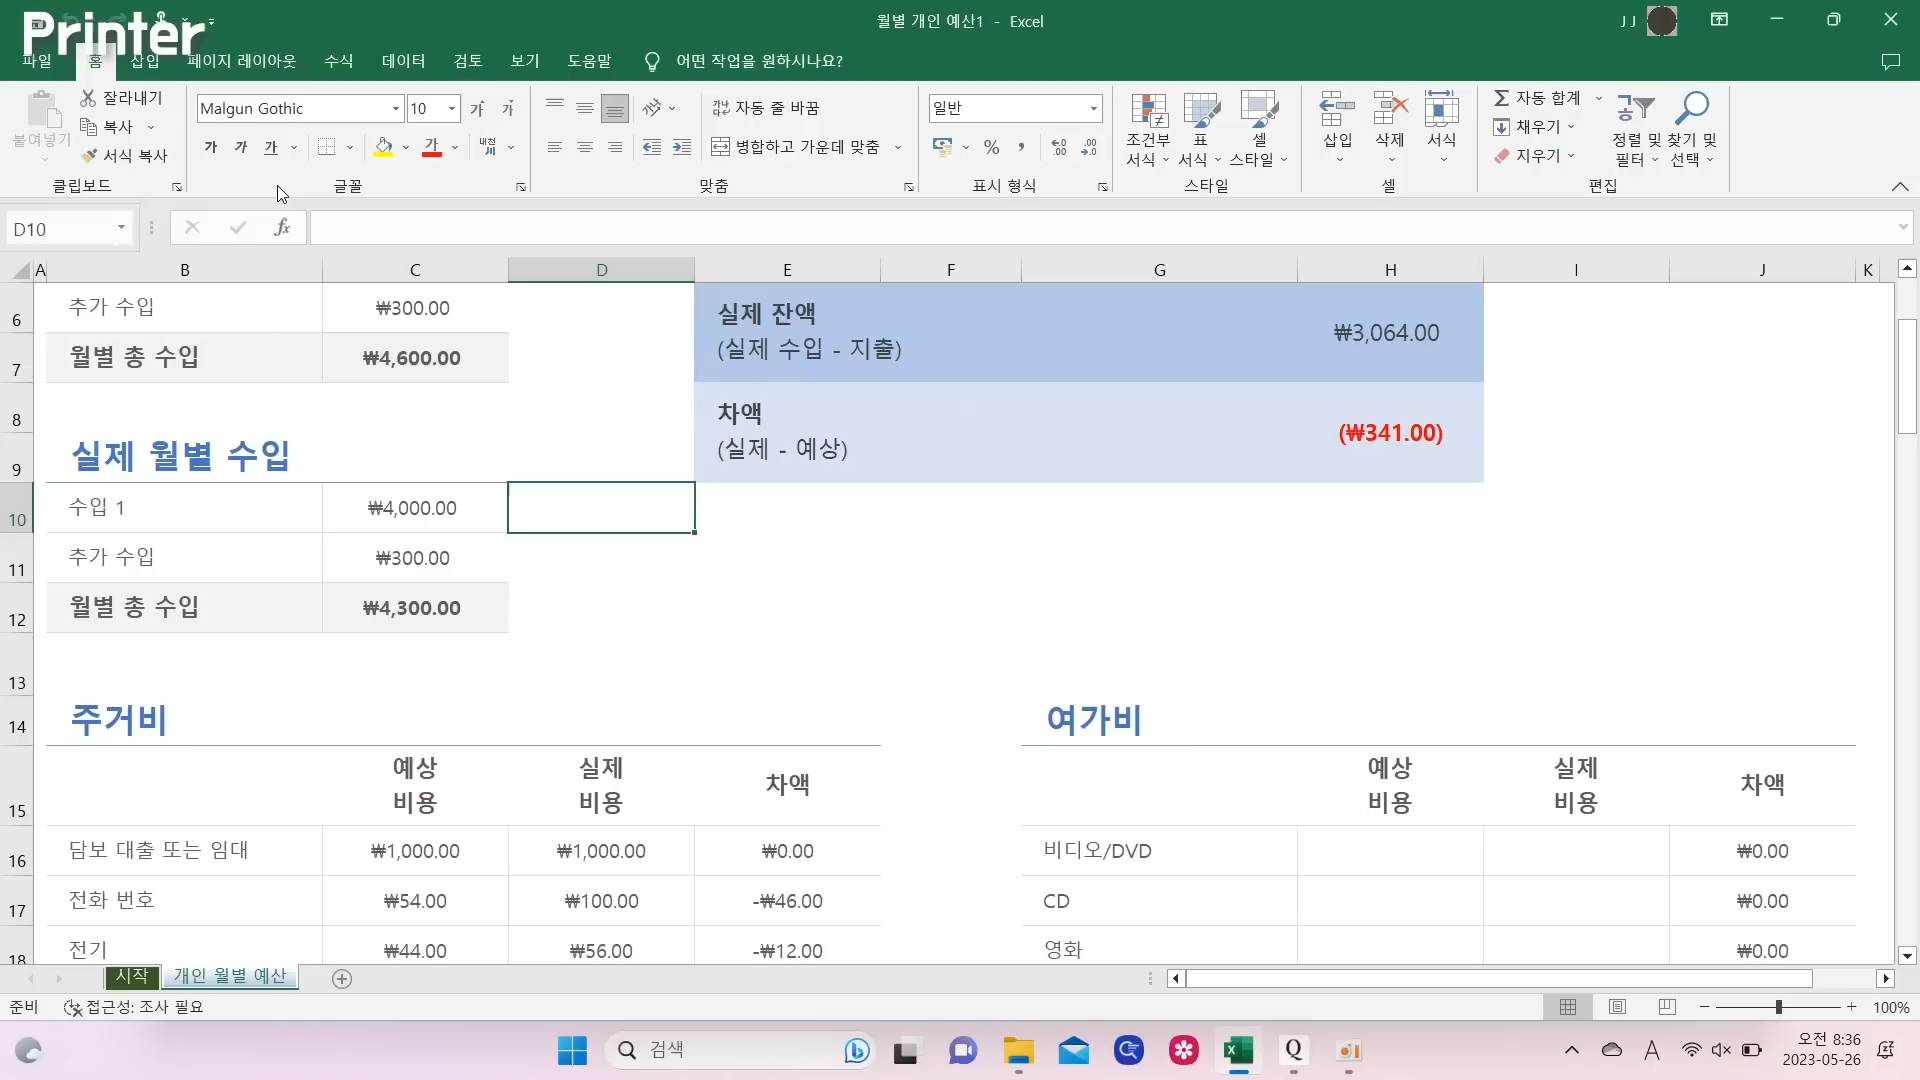 Printer
월별 개인 예산1 - Excel
J J
파일 홈 삽입 페이지 레이아웃 수식 데이터 검토 보기 도움말 어떤 작업을 원하시나요?
붙여넣기
잘라내기
복사
서식 복사
클립보드
Malgun Gothic 10 가 가
가 가 가 가 내천
글꼴
자동 줄 바꿈
병합하고 가운데 맞춤
맞춤
일반
% , .00
표시 형식
조건부 서식
표 서식
셀 스타일
스타일
삽입 삭제 서식
셀
자동 합계
채우기
지우기
정렬 및 필터
찾기 및 선택
편집
D10 fx
A B C D E F G H I J K
6 추가 수입 ₩300.00 실제 잔액
(실제 수입 - 지출) ₩3,064.00
7 월별 총 수입 ₩4,600.00
8 차액
(실제 - 예상) (₩341.00)
9 실제 월별 수입
10 수입 1 ₩4,000.00
11 추가 수입 ₩300.00
12 월별 총 수입 ₩4,300.00
13
14 주거비 여가비
15 예상 비용 실제 비용 차액 예상 비용 실제 비용 차액
16 담보 대출 또는 임대 ₩1,000.00 ₩1,000.00 ₩0.00 비디오/DVD ₩0.00
17 전화 번호 ₩54.00 ₩100.00 -₩46.00 CD ₩0.00
18 전기 ₩44.00 ₩56.00 -₩12.00 영화 ₩0.00
시작 개인 월별 예산
준비 접근성: 조사 필요 100%
검색
A
오전 8:36
2023-05-26